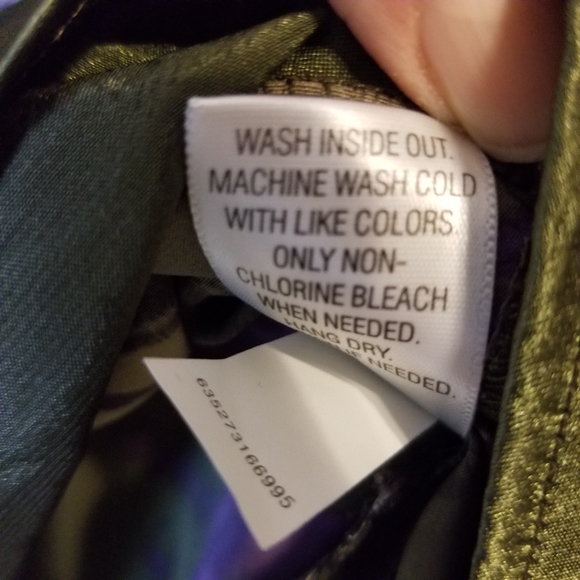 WASH INSIDE OUT.
MACHINE WASH COLD
WITH LIKE COLORS.
ONLY NON-
CHLORINE BLEACH
WHEN NEEDED.
HANG DRY.
IF NEEDED.
635273166995